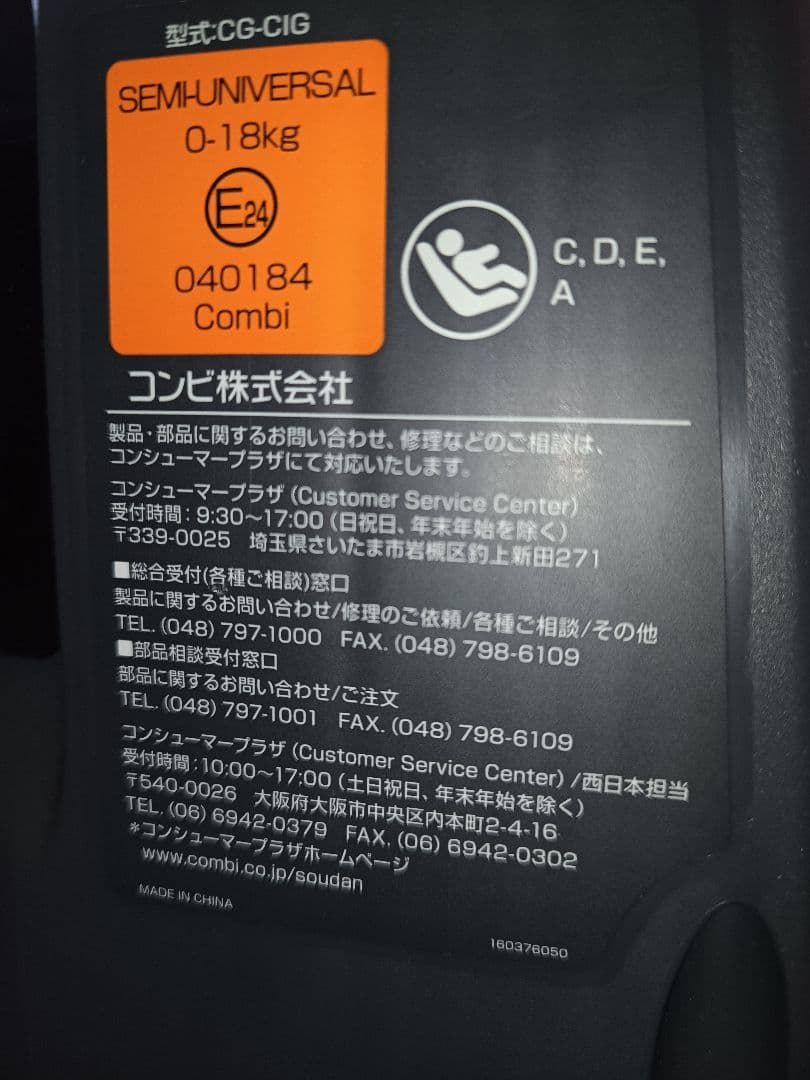 型式:CG-CIG
SEMI-UNIVERSAL
0-18kg
E24
040184
Combi
C, D, E,
A
コンビ株式会社
製品・部品に関するお問い合わせ、修理などのご相談は、
コンシューマープラザにて対応いたします。
コンシューマープラザ (Customer Service Center)
受付時間:9:30～17:00 (日祝日、年末年始を除く)
〒339-0025 埼玉県さいたま市岩槻区釣上新田271
■総合受付(各種ご相談)窓口
製品に関するお問い合わせ/修理のご依頼/各種ご相談/その他
TEL. (048) 797-1000 FAX. (048) 798-6109
■部品相談受付窓口
部品に関するお問い合わせ/ご注文
TEL. (048) 797-1001 FAX. (048) 798-6109
コンシューマープラザ (Customer Service Center) /西日本担当
受付時間:10:00～17:00 (土日祝日、年末年始を除く)
〒540-0026 大阪府大阪市中央区内本町2-4-16
TEL. (06) 6942-0379 FAX. (06) 6942-0302
*コンシューマープラザホームページ
www.combi.co.jp/soudan
MADE IN CHINA
160376050